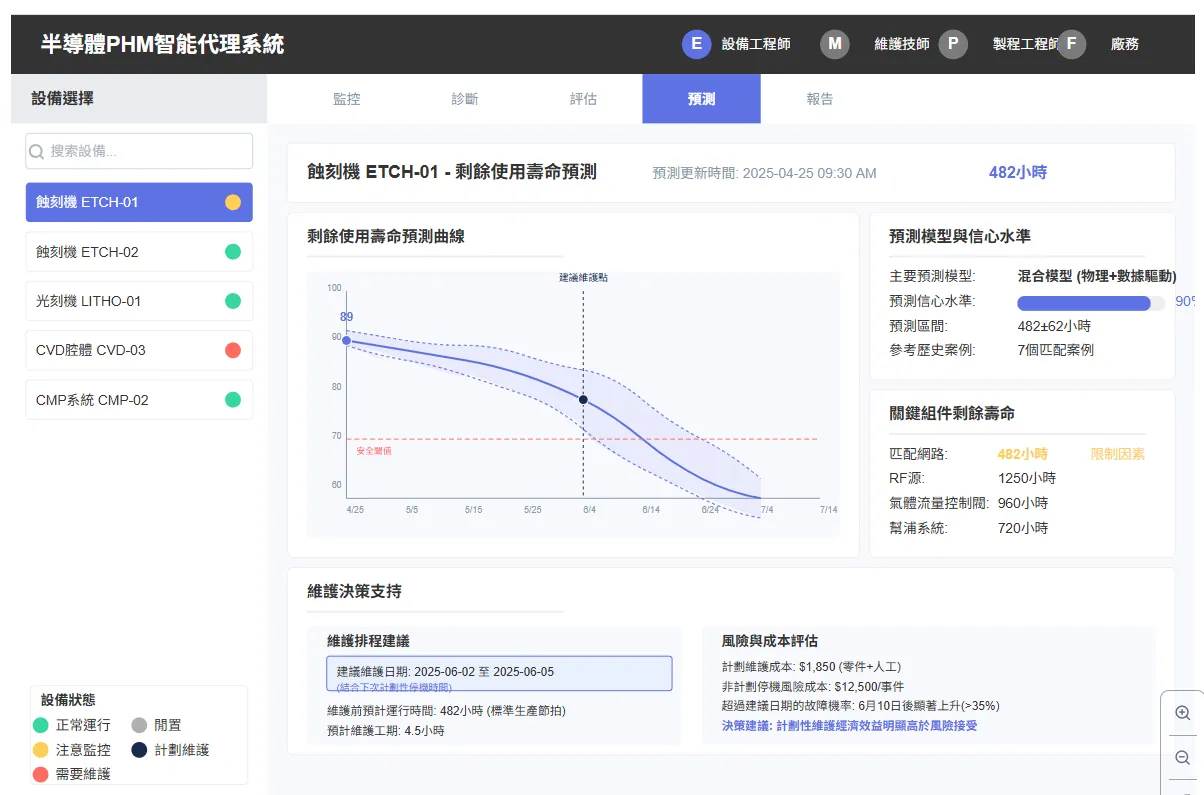 半導體PHM智能代理系統
E 設備工程師 M 維護技師 P 製程工程師 F 廠務
設備選擇
監控 診斷 評估 預測 報告
搜索設備...
蝕刻機 ETCH-01
蝕刻機 ETCH-02
光刻機 LITHO-01
CVD腔體 CVD-03
CMP系統 CMP-02
設備狀態
正常運行 閒置
注意監控 計劃維護
需要維護
蝕刻機 ETCH-01 - 剩餘使用壽命預測 預測更新時間: 2025-04-25 09:30 AM 482小時
剩餘使用壽命預測曲線
建議維護點
100
89
90
80
70
安全閾值
60
4/25 5/5 5/15 5/25 6/4 6/14 6/24 7/4 7/14
預測模型與信心水準
主要預測模型: 混合模型 (物理+數據驅動)
預測信心水準: 90%
預測區間: 482±62小時
參考歷史案例: 7個匹配案例
關鍵組件剩餘壽命
匹配網路: 482小時 限制因素
RF源: 1250小時
氣體流量控制閥: 960小時
幫浦系統: 720小時
維護決策支持
維護排程建議
建議維護日期: 2025-06-02 至 2025-06-05
(結合下次計劃性停機時間)
維護前預計運行時間: 482小時 (標準生產節拍)
預計維護工期: 4.5小時
風險與成本評估
計劃維護成本: $1,850 (零件+人工)
非計劃停機風險成本: $12,500/事件
超過建議日期的故障機率: 6月10日後顯著上升(>35%)
決策建議: 計劃性維護經濟效益明顯高於風險接受